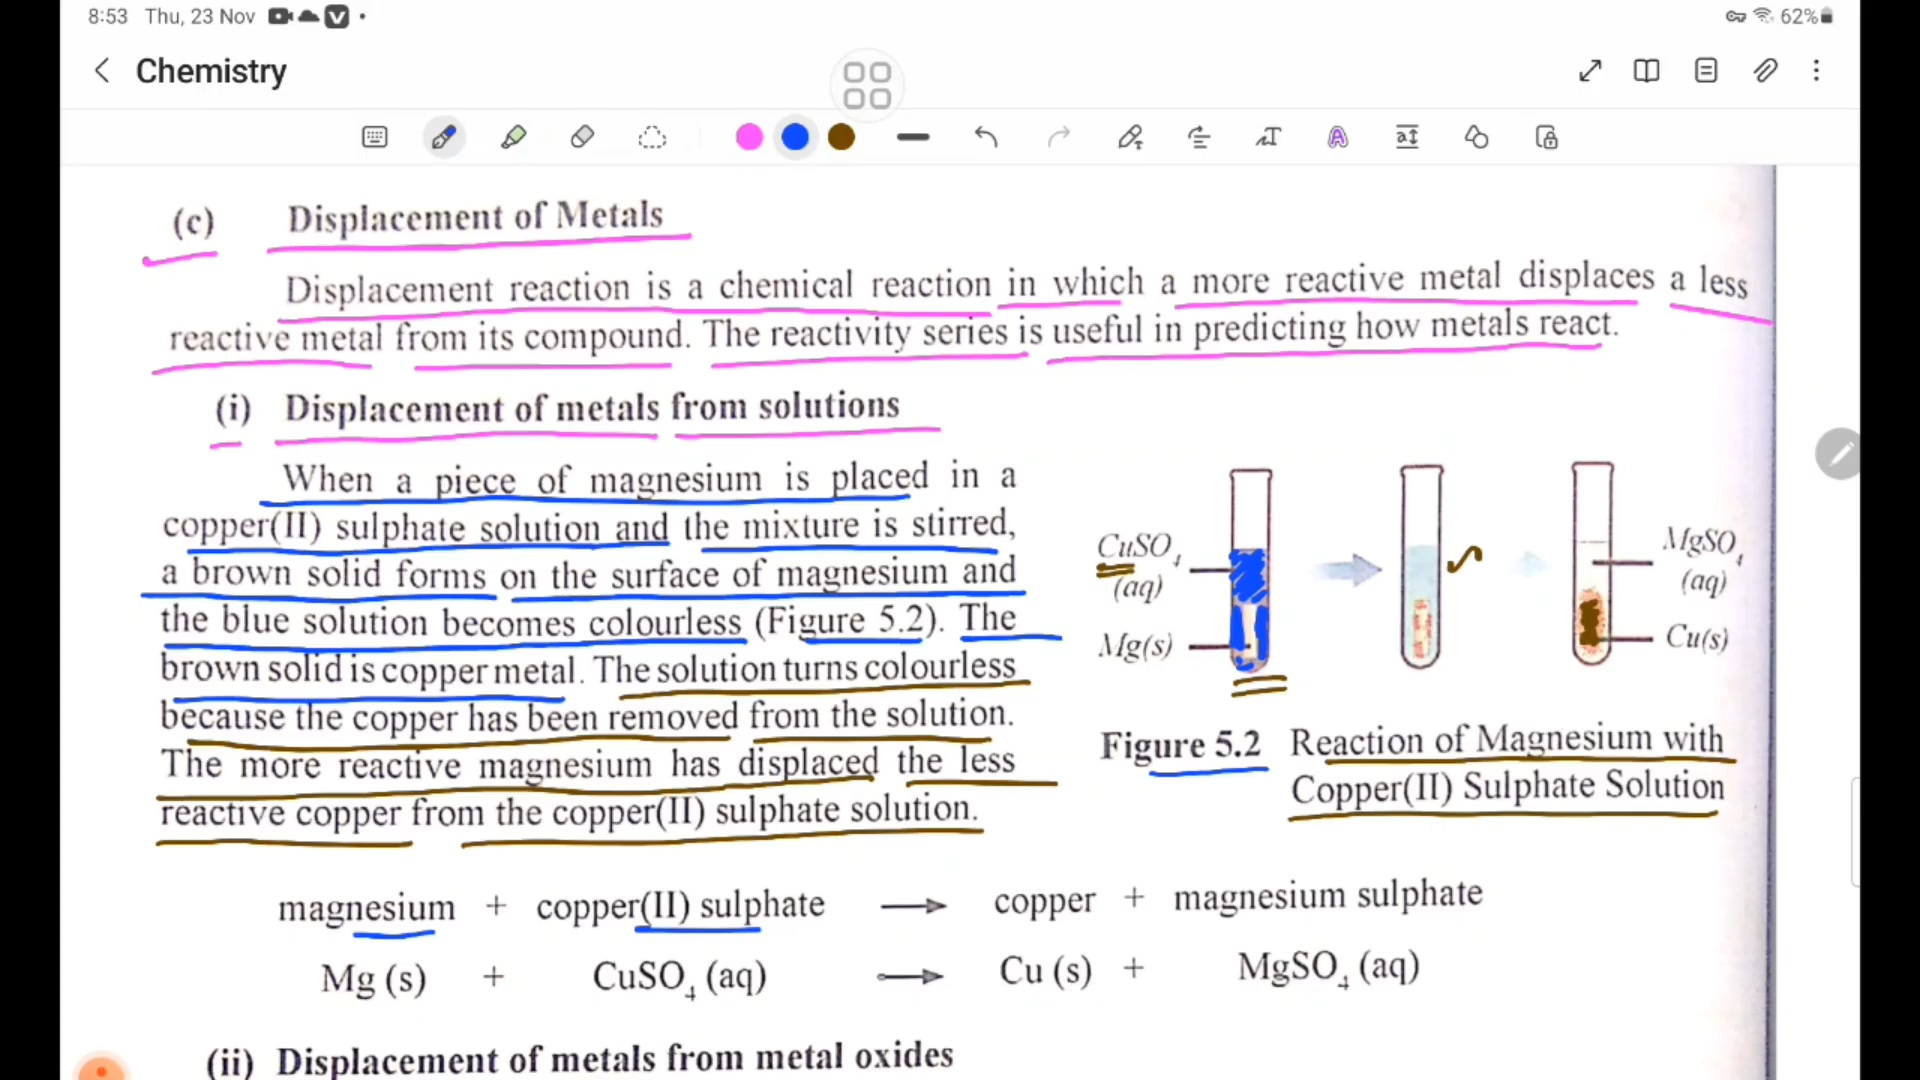 8:53 Thu, 23 Nov
62%
Chemistry
(c) Displacement of Metals
Displacement reaction is a chemical reaction in which a more reactive metal displaces a less
reactive metal from its compound. The reactivity series is useful in predicting how metals react.
(i) Displacement of metals from solutions
When a piece of magnesium is placed in a
copper(II) sulphate solution and the mixture is stirred,
a brown solid forms on the surface of magnesium and
the blue solution becomes colourless (Figure 5.2). The
brown solid is copper metal. The solution turns colourless
because the copper has been removed from the solution.
The more reactive magnesium has displaced the less
reactive copper from the copper(II) sulphate solution.
CuSO₄
(aq)
Mg(s)
MgSO₄
(aq)
Cu(s)
Figure 5.2 Reaction of Magnesium with
Copper(II) Sulphate Solution
magnesium + copper(II) sulphate → copper + magnesium sulphate
Mg (s) + CuSO₄ (aq) → Cu (s) + MgSO₄ (aq)
(ii) Displacement of metals from metal oxides